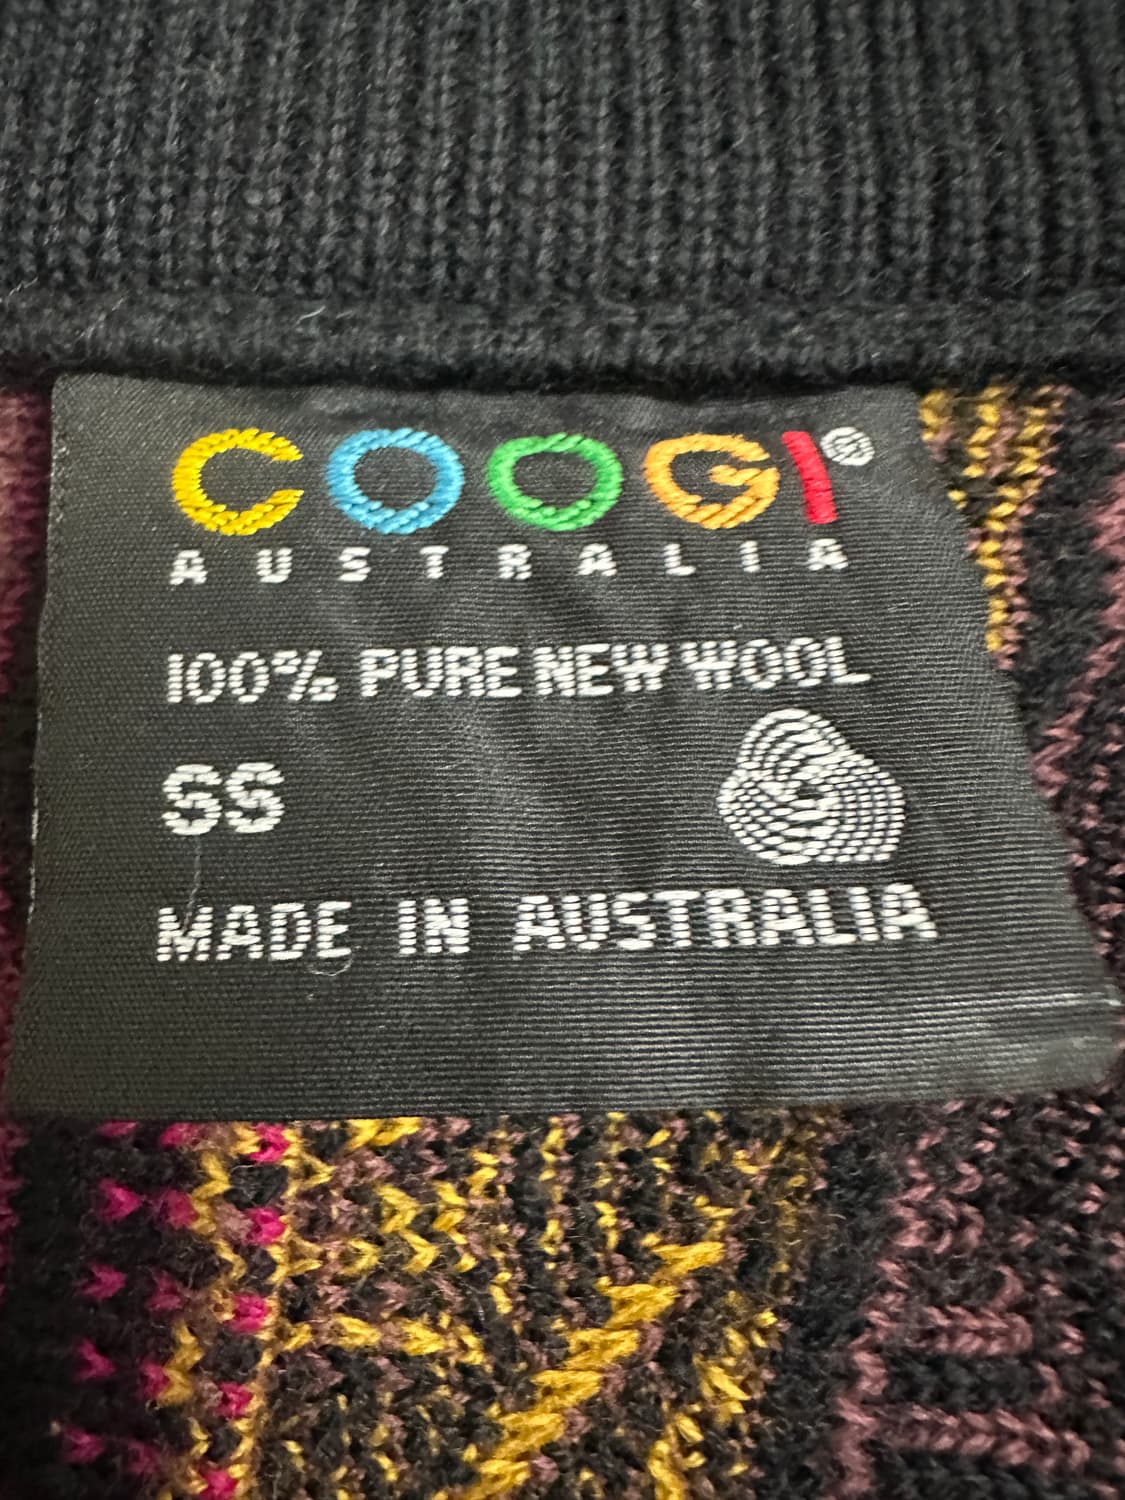 COOGI®
AUSTRALIA
100% PURE NEW WOOL
SS
MADE IN AUSTRALIA